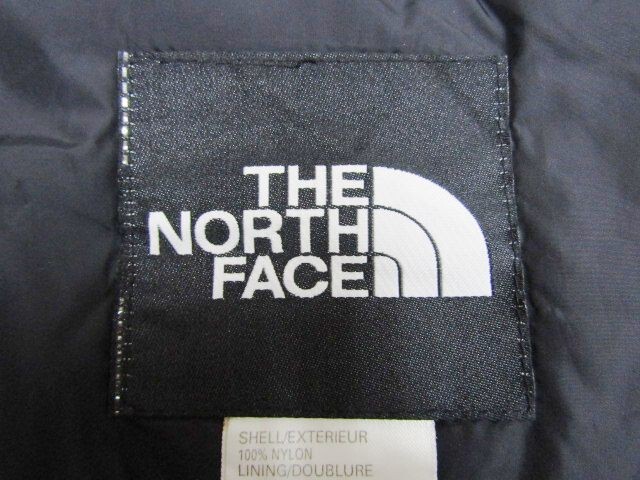 THE
NORTH
FACE
SHELL/EXTERIEUR
100% NYLON
LINING/DOUBLURE